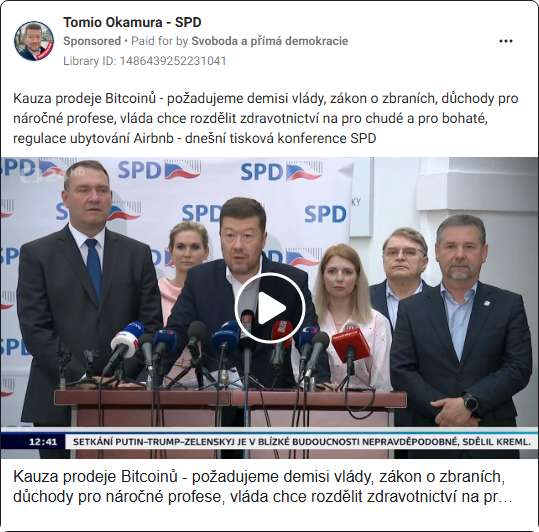 Tomio Okamura - SPD
Sponsored • Paid for by Svoboda a přímá demokracie
Library ID: 1486439252231041
Kauza prodeje Bitcoinů - požadujeme demisi vlády, zákon o zbraních, důchody pro
náročné profese, vláda chce rozdělit zdravotnictví na pro chudé a pro bohaté,
regulace ubytování Airbnb - dnešní tisková konference SPD
SPD
SPD
SPD
SPD
SPD
12:41 SETKÁNÍ PUTIN-TRUMP-ZELENSKYJ JE V BLÍZKÉ BUDOUCNOSTI NEPRAVDĚPODOBNÉ, SDĚLIL KREML.
Kauza prodeje Bitcoinů - požadujeme demisi vlády, zákon o zbraních,
důchody pro náročné profese, vláda chce rozdělit zdravotnictví na pr...